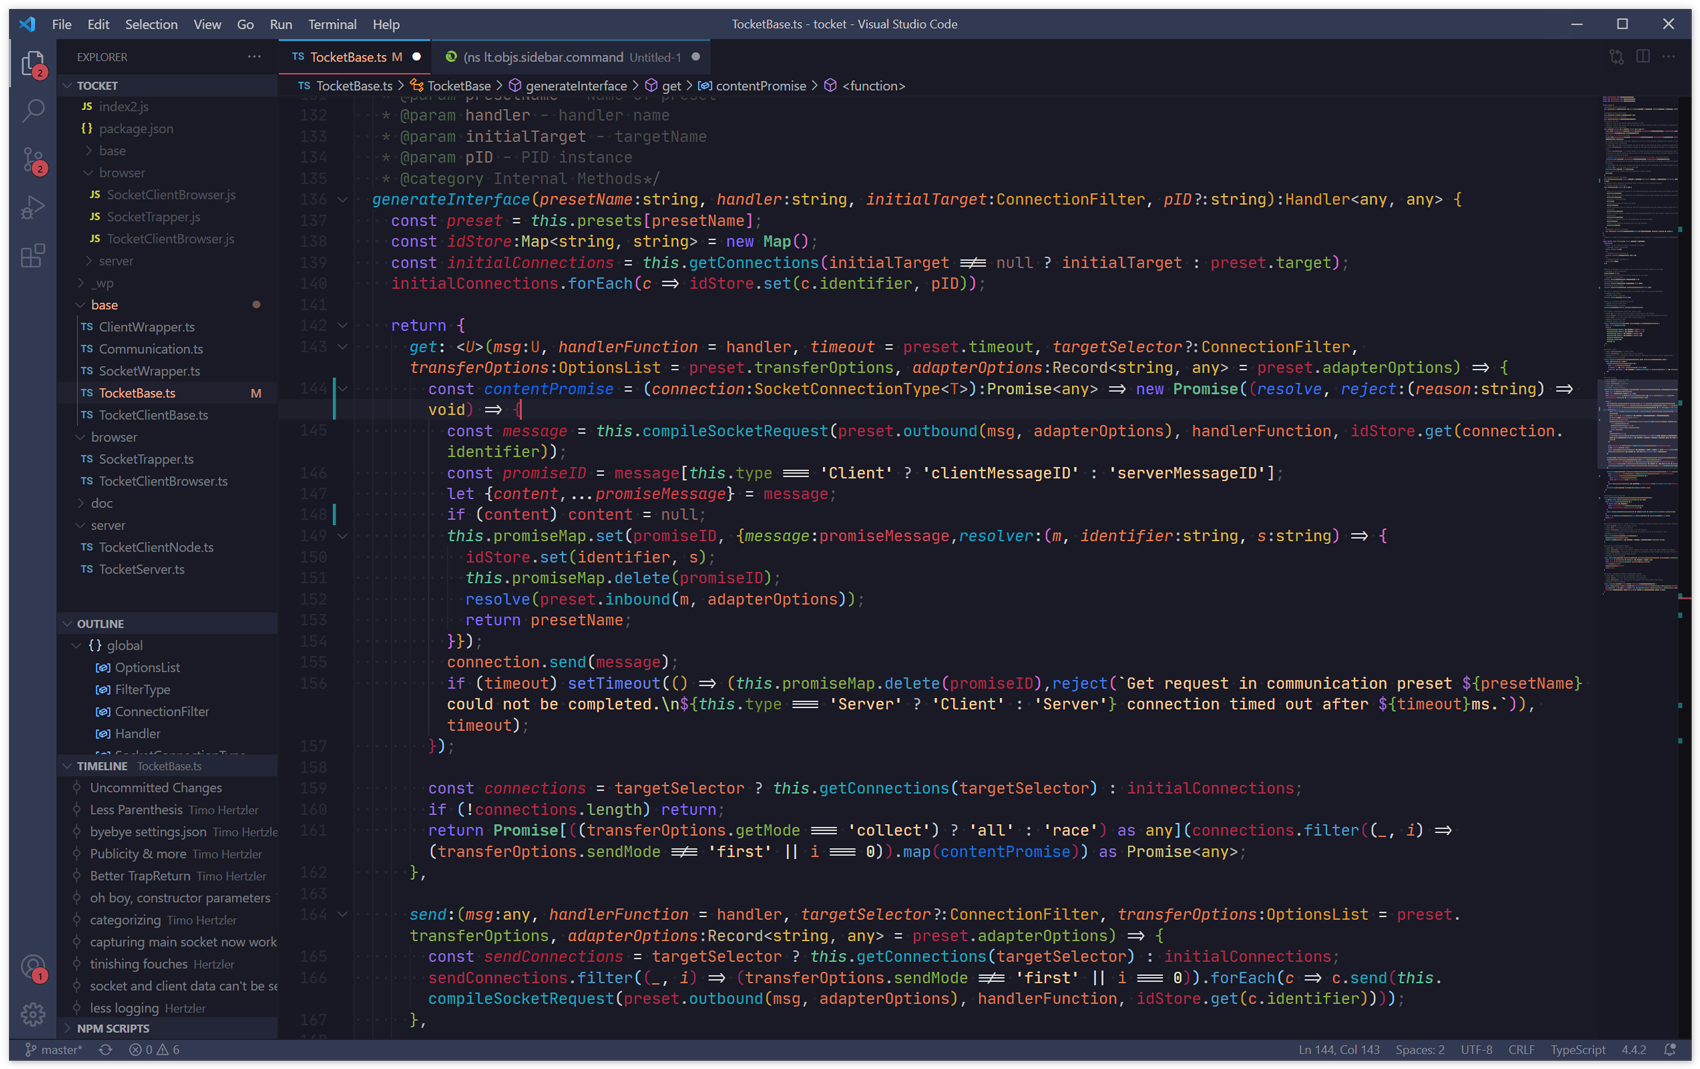 File Edit Selection View Go Run Terminal Help
TocketBase.ts - tocket - Visual Studio Code
EXPLORER
TS TocketBase.ts M
(ns lt.objs.sidebar.command Untitled-1
TocketBase.ts > TocketBase > generateInterface > get > contentPromise > <function>
2
2
1
TOCKET
JS index2.js
{} package.json
base
browser
JS SocketClientBrowser.js
JS SocketTrapper.js
JS TocketClientBrowser.js
server
_wp
base
TS ClientWrapper.ts
TS Communication.ts
TS SocketWrapper.ts
TS TocketBase.ts M
TS TocketClientBase.ts
browser
TS SocketTrapper.ts
TS TocketClientBrowser.ts
doc
server
TS TocketClientNode.ts
TS TocketServer.ts
OUTLINE
{} global
OptionsList
FilterType
ConnectionFilter
Handler
SocketConnectionType
TIMELINE TocketBase.ts
Uncommitted Changes
Less Parenthesis Timo Hertzler
byebye settings.json Timo Hertzle
Publicity & more Timo Hertzler
Better TrapReturn Timo Hertzler
oh boy, constructor parameters
categorizing Timo Hertzler
capturing main socket now work
tinishing fouches Hertzler
socket and client data can't be se
less logging Hertzler
NPM SCRIPTS
131 * @param presetName - Name of preset
132 * @param handler - handler name
133 * @param initialTarget - targetName
134 * @param pID - PID instance
135 * @category Internal Methods*/
136 generateInterface(presetName:string, handler:string, initialTarget:ConnectionFilter, pID?:string):Handler<any, any> {
137 const preset = this.presets[presetName];
138 const idStore:Map<string, string> = new Map();
139 const initialConnections = this.getConnections(initialTarget !== null ? initialTarget : preset.target);
140 initialConnections.forEach(c => idStore.set(c.identifier, pID));
141
142 return {
143 get: <U>(msg:U, handlerFunction = handler, timeout = preset.timeout, targetSelector?:ConnectionFilter,
transferOptions:OptionsList = preset.transferOptions, adapterOptions:Record<string, any> = preset.adapterOptions) => {
144 const contentPromise = (connection:SocketConnectionType<T>):Promise<any> => new Promise((resolve, reject:(reason:string) =>
void) => {
145 const message = this.compileSocketRequest(preset.outbound(msg, adapterOptions), handlerFunction, idStore.get(connection.
identifier));
146 const promiseID = message[this.type === 'Client' ? 'clientMessageID' : 'serverMessageID'];
147 let {content,...promiseMessage} = message;
148 if (content) content = null;
149 this.promiseMap.set(promiseID, {message:promiseMessage,resolver:(m, identifier:string, s:string) => {
150 idStore.set(identifier, s);
151 this.promiseMap.delete(promiseID);
152 resolve(preset.inbound(m, adapterOptions));
153 return presetName;
154 }});
155 connection.send(message);
156 if (timeout) setTimeout(() => (this.promiseMap.delete(promiseID),reject(`Get request in communication preset ${presetName}
could not be completed.\n${this.type === 'Server' ? 'Client' : 'Server'} connection timed out after ${timeout}ms.`)),
timeout);
157 });
158
159 const connections = targetSelector ? this.getConnections(targetSelector) : initialConnections;
160 if (!connections.length) return;
161 return Promise[((transferOptions.getMode === 'collect') ? 'all' : 'race') as any](connections.filter((_, i) =>
(transferOptions.sendMode !== 'first' || i === 0)).map(contentPromise)) as Promise<any>;
162 },
163
164 send:(msg:any, handlerFunction = handler, targetSelector?:ConnectionFilter, transferOptions:OptionsList = preset.
transferOptions, adapterOptions:Record<string, any> = preset.adapterOptions) => {
165 const sendConnections = targetSelector ? this.getConnections(targetSelector) : initialConnections;
166 sendConnections.filter((_, i) => (transferOptions.sendMode !== 'first' || i === 0)).forEach(c => c.send(this.
compileSocketRequest(preset.outbound(msg, adapterOptions), handlerFunction, idStore.get(c.identifier))));
167 },
master* 0 6
Ln 144, Col 143 Spaces: 2 UTF-8 CRLF TypeScript 4.4.2